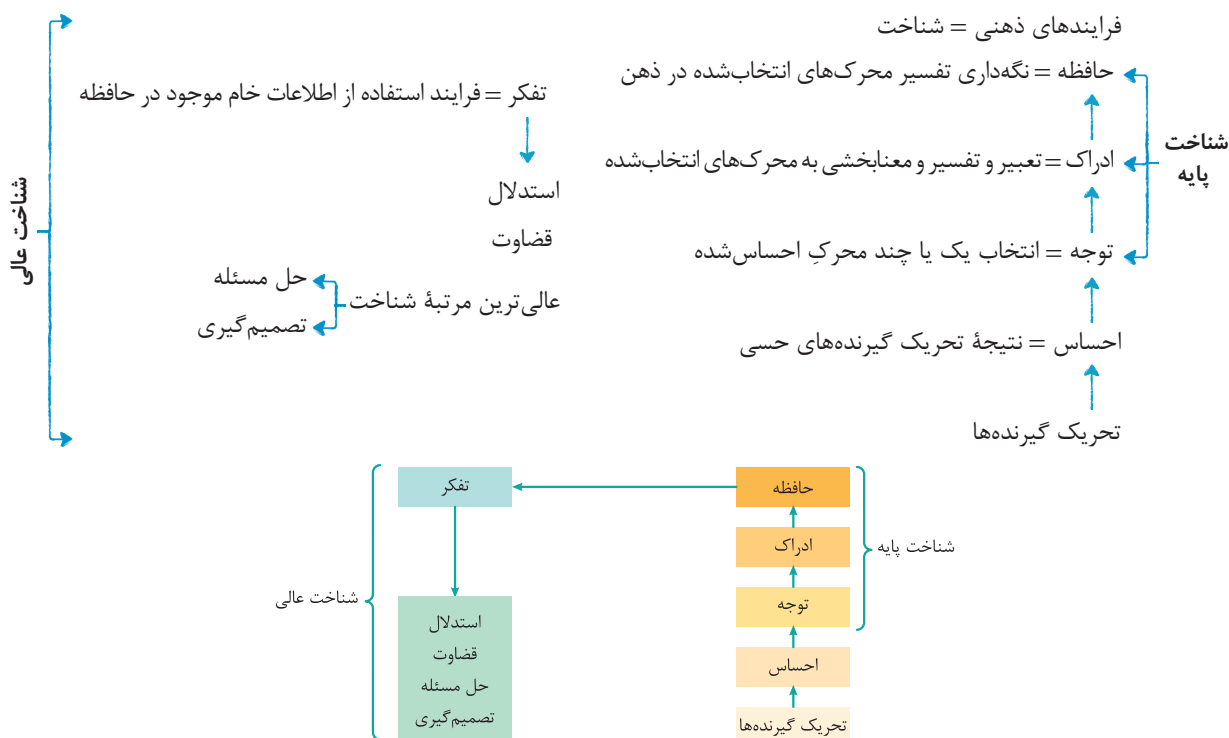 فرایندهای ذهنی = شناخت
حافظه = نگه‌داری تفسیر محرک‌های انتخاب‌شده در ذهن
ادراک = تعبیر و تفسیر و معنابخشی به محرک‌های انتخاب‌شده
توجه = انتخاب یک یا چند محرکِ احساس‌شده
احساس = نتیجهٔ تحریک گیرنده‌های حسی
تحریک گیرنده‌ها
شناخت
پایه
تفکر = فرایند استفاده از اطلاعات خام موجود در حافظه
استدلال
قضاوت
عالی‌ترین مرتبهٔ شناخت
حل مسئله
تصمیم‌گیری
شناخت عالی
حافظه
ادراک
توجه
احساس
تحریک گیرنده‌ها
شناخت پایه
تفکر
استدلال
قضاوت
حل مسئله
تصمیم‌گیری
شناخت عالی